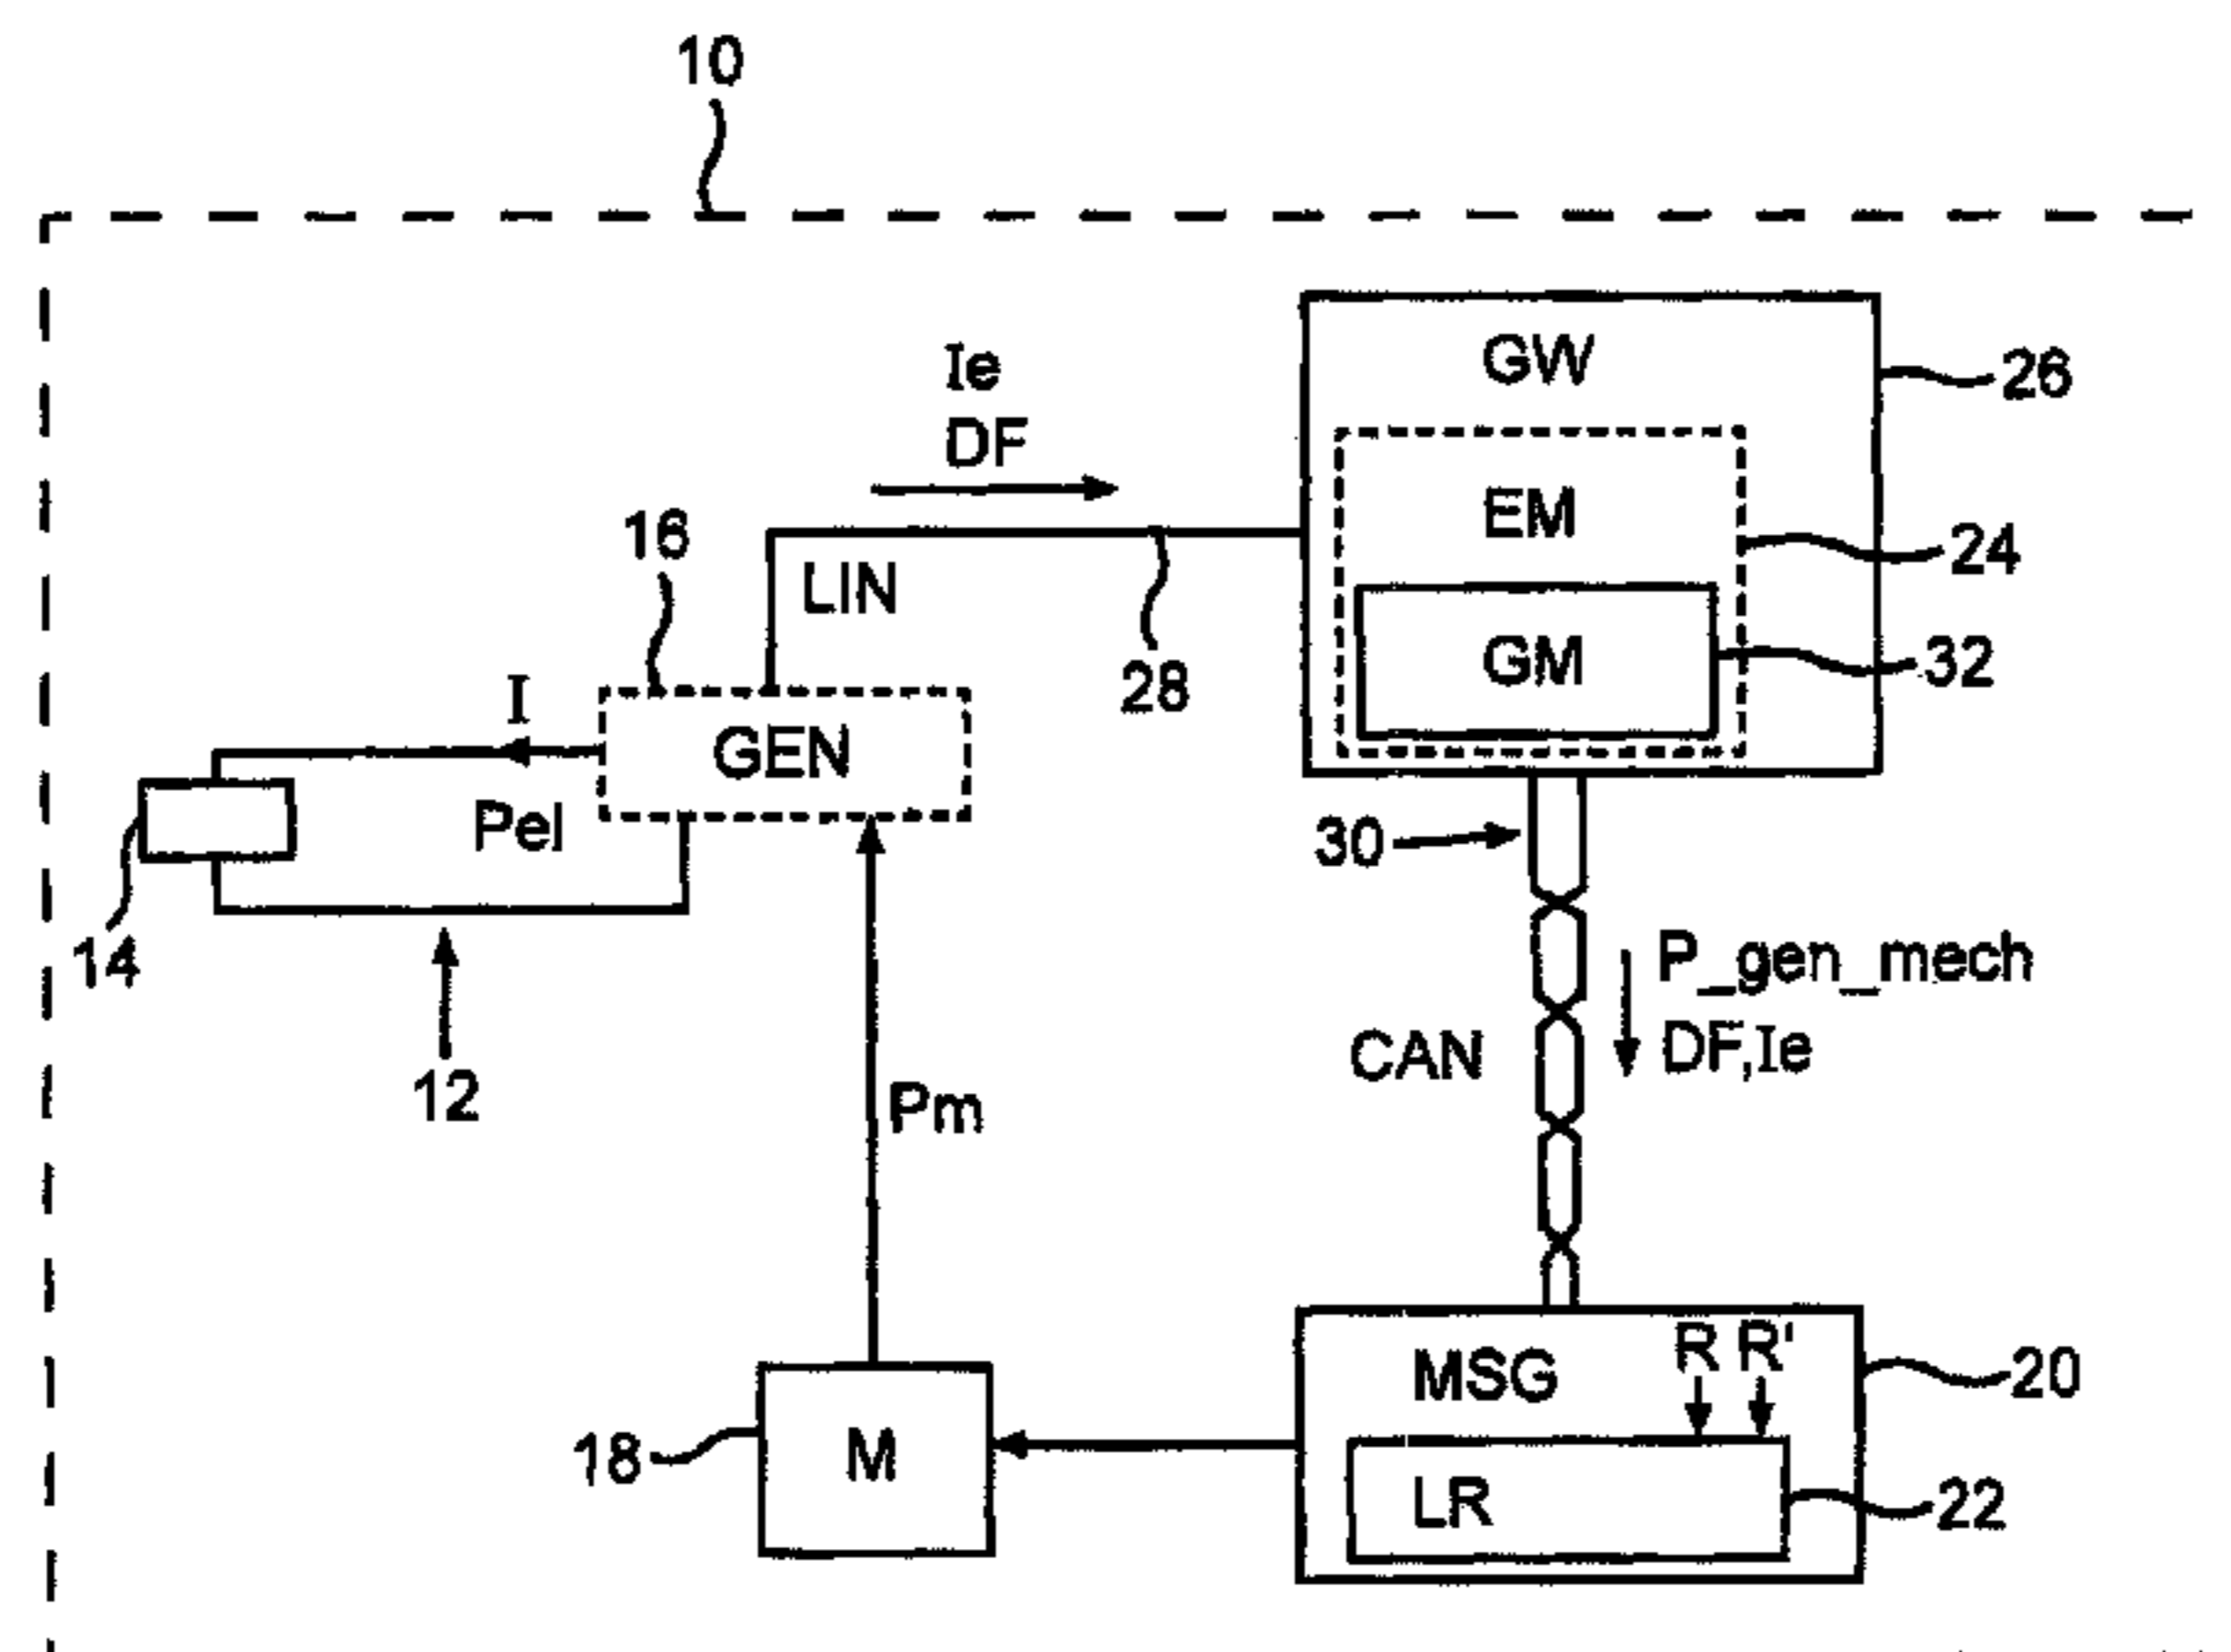 10
GW
26
Ie
DF
EM
24
16
LIN
GM
32
28
I
GEN
Pel
30
14
P_gen_mech
CAN
DF,Ie
12
Pm
MSG
R R'
20
18
M
LR
22